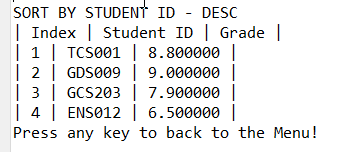 SORT BY STUDENT ID - DESC
| Index | Student ID | Grade |
| 1 | TCS001 | 8.800000 |
| 2 | GDS009 | 9.000000 |
| 3 | GCS203 | 7.900000 |
| 4 | ENS012 | 6.500000 |
Press any key to back to the Menu!